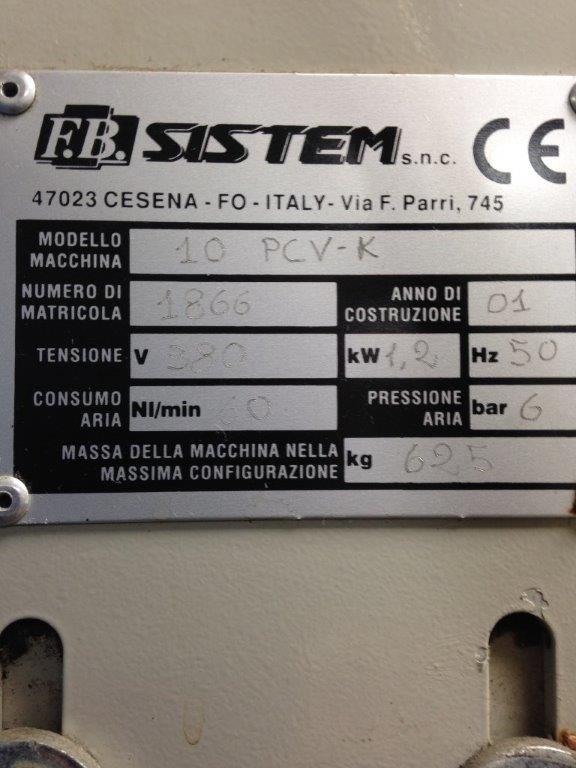 F.B. SISTEM s.n.c. CE
47023 CESENA - FO - ITALY - Via F. Parri, 745
MODELLO MACCHINA 10 PCV-K
NUMERO DI MATRICOLA 1866 ANNO DI COSTRUZIONE 01
TENSIONE V 380 kW 1,2 Hz 50
CONSUMO ARIA Nl/min 60 PRESSIONE ARIA bar 6
MASSA DELLA MACCHINA NELLA MASSIMA CONFIGURAZIONE kg 625